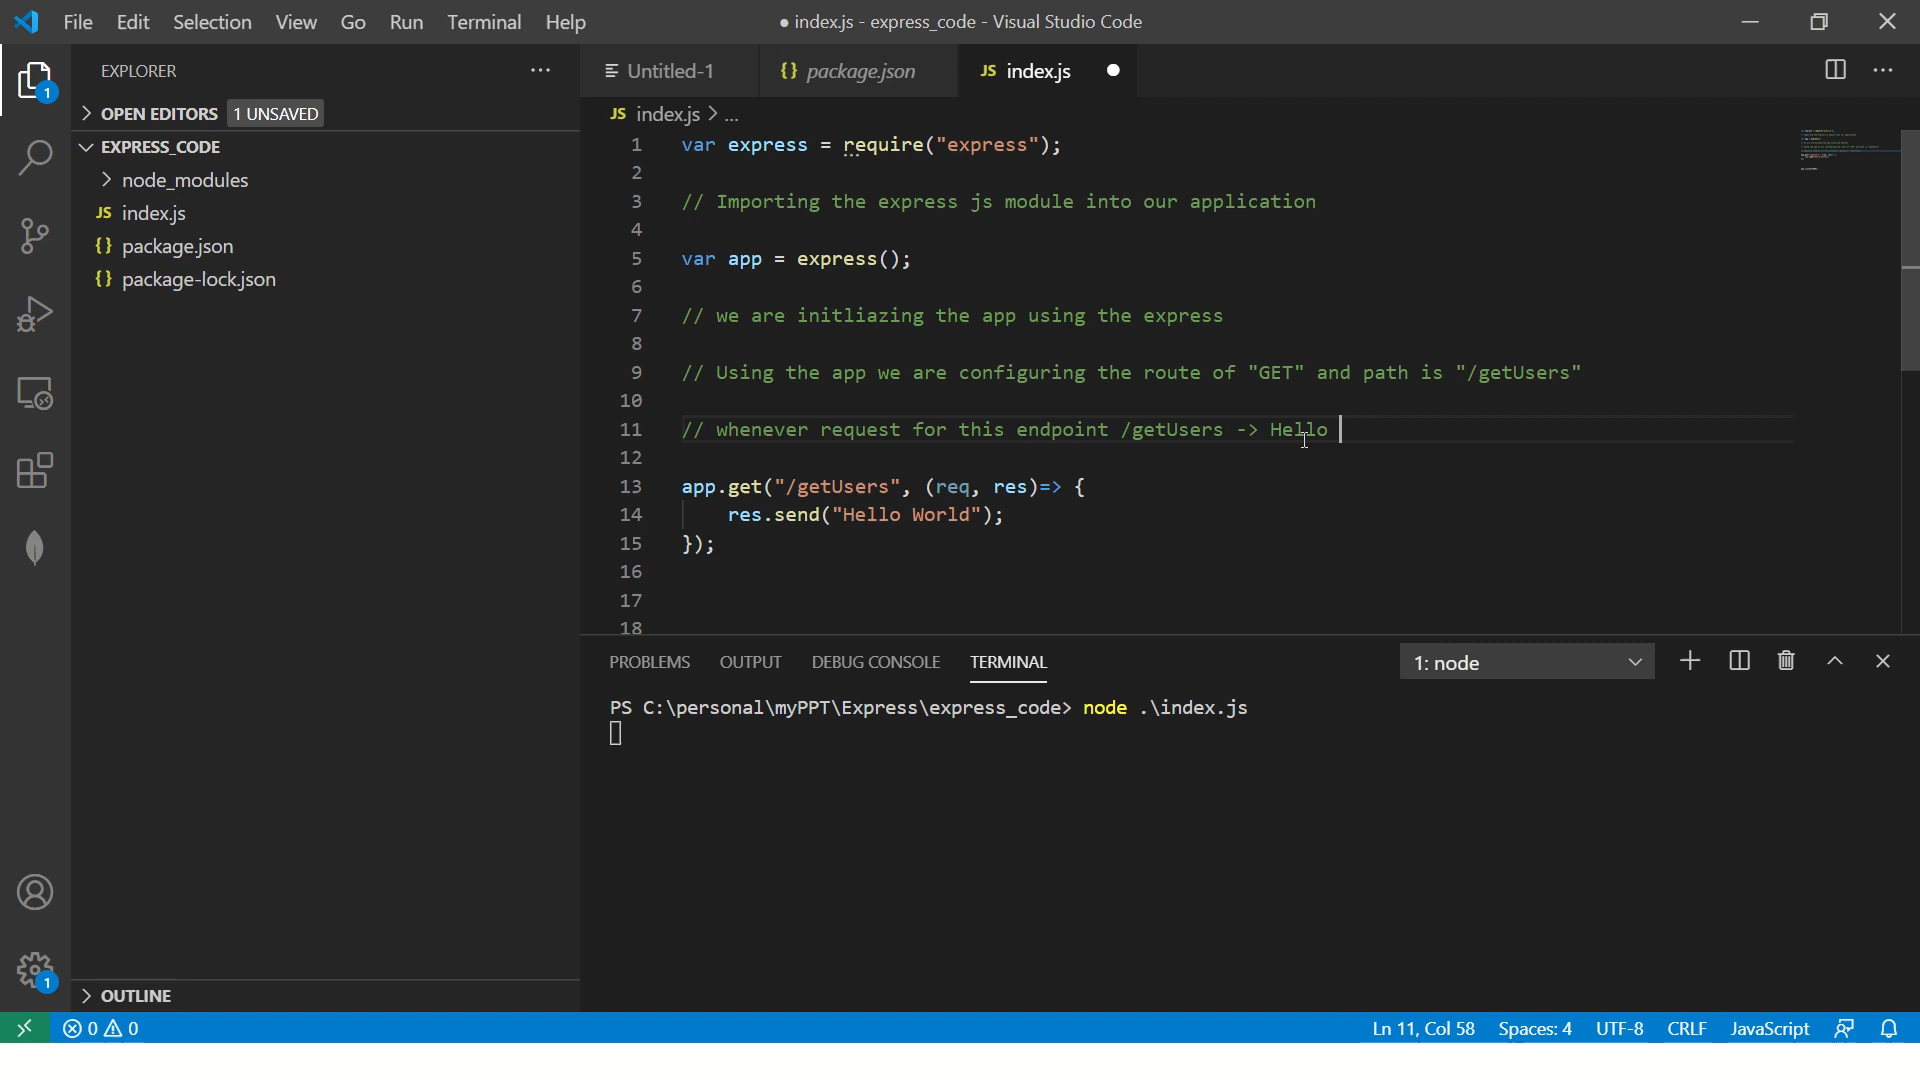 File Edit Selection View Go Run Terminal Help ● index.js - express_code - Visual Studio Code
EXPLORER
1
OPEN EDITORS 1 UNSAVED
EXPRESS_CODE
node_modules
JS index.js
{} package.json
{} package-lock.json
OUTLINE
1
Untitled-1 {} package.json JS index.js
JS index.js > ...
1 var express = require("express");
2
3 // Importing the express js module into our application
4
5 var app = express();
6
7 // we are initliazing the app using the express
8
9 // Using the app we are configuring the route of "GET" and path is "/getUsers"
10
11 // whenever request for this endpoint /getUsers -> Hello
12
13 app.get("/getUsers", (req, res)=> {
14 res.send("Hello World");
15 });
16
17
18
PROBLEMS OUTPUT DEBUG CONSOLE TERMINAL 1: node
PS C:\personal\myPPT\Express\express_code> node .\index.js
0 0 Ln 11, Col 58 Spaces: 4 UTF-8 CRLF JavaScript